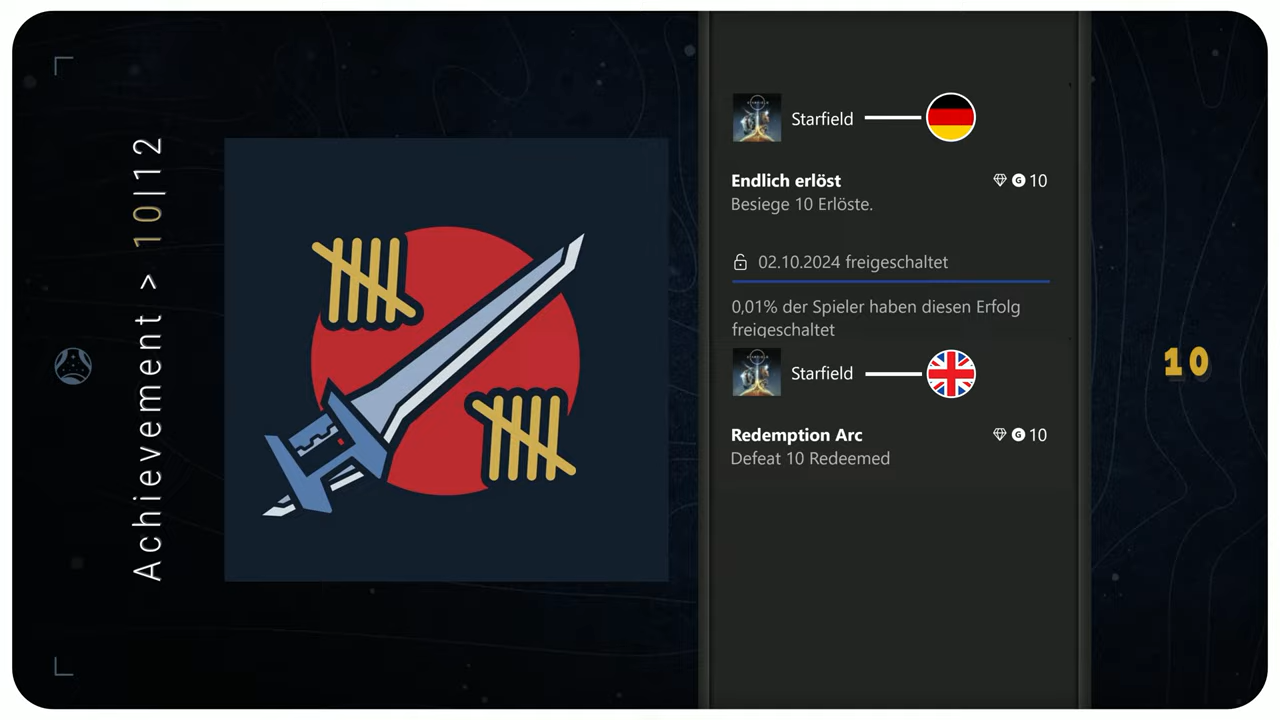 Achievement > 10|12
Starfield
Endlich erlöst
10
Besiege 10 Erlöste.
02.10.2024 freigeschaltet
0,01% der Spieler haben diesen Erfolg
freigeschaltet
Starfield
Redemption Arc
10
Defeat 10 Redeemed
10